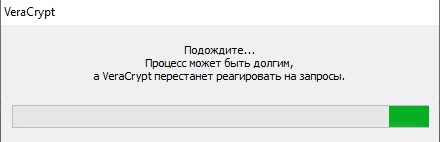 VeraCrypt
Подождите...
Процесс может быть долгим,
а VeraCrypt перестанет реагировать на запросы.